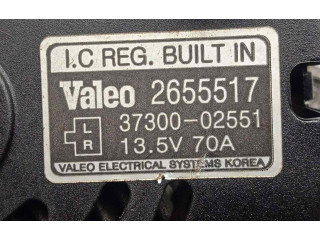 I.C REG. BUILT IN
Valeo 2655517
L
R
37300-02551
13.5V 70A
VALEO ELECTRICAL SYSTEMS KOREA